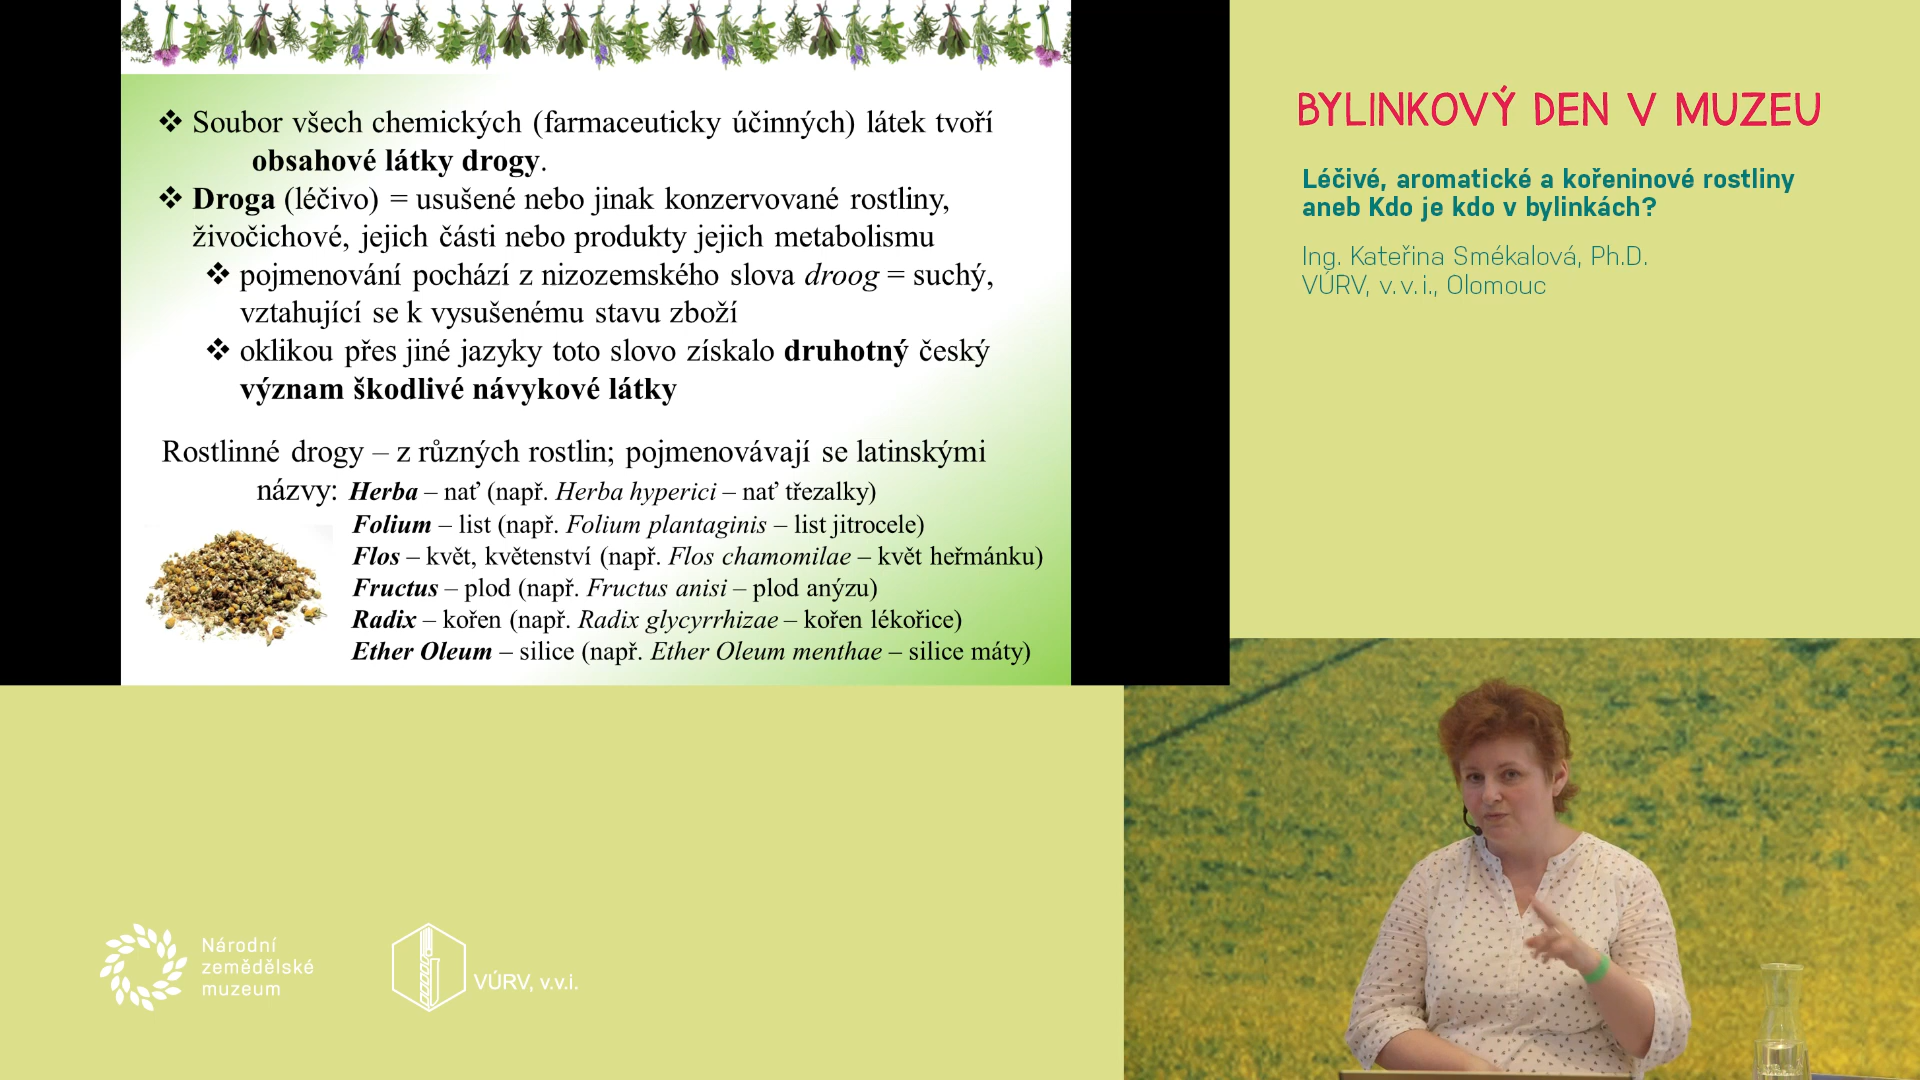 ❖ Soubor všech chemických (farmaceuticky účinných) látek tvoří
obsahové látky drogy.
❖ Droga (léčivo) = usušené nebo jinak konzervované rostliny,
živočichové, jejich části nebo produkty jejich metabolismu
❖ pojmenování pochází z nizozemského slova droog = suchý,
vztahující se k vysušenému stavu zboží
❖ oklikou přes jiné jazyky toto slovo získalo druhotný český
význam škodlivé návykové látky
Rostlinné drogy – z různých rostlin; pojmenovávají se latinskými
názvy: Herba – nať (např. Herba hyperici – nať třezalky)
Folium – list (např. Folium plantaginis – list jitrocele)
Flos – květ, květenství (např. Flos chamomilae – květ heřmánku)
Fructus – plod (např. Fructus anisi – plod anýzu)
Radix – kořen (např. Radix glycyrrhizae – kořen lékořice)
Ether Oleum – silice (např. Ether Oleum menthae – silice máty)
BYLINKOVÝ DEN V MUZEU
Léčivé, aromatické a kořeninové rostliny
aneb Kdo je kdo v bylinkách?
Ing. Kateřina Smékalová, Ph.D.
VÚRV, v. v. i., Olomouc
Národní
zemědělské
muzeum
VÚRV, v.v.i.